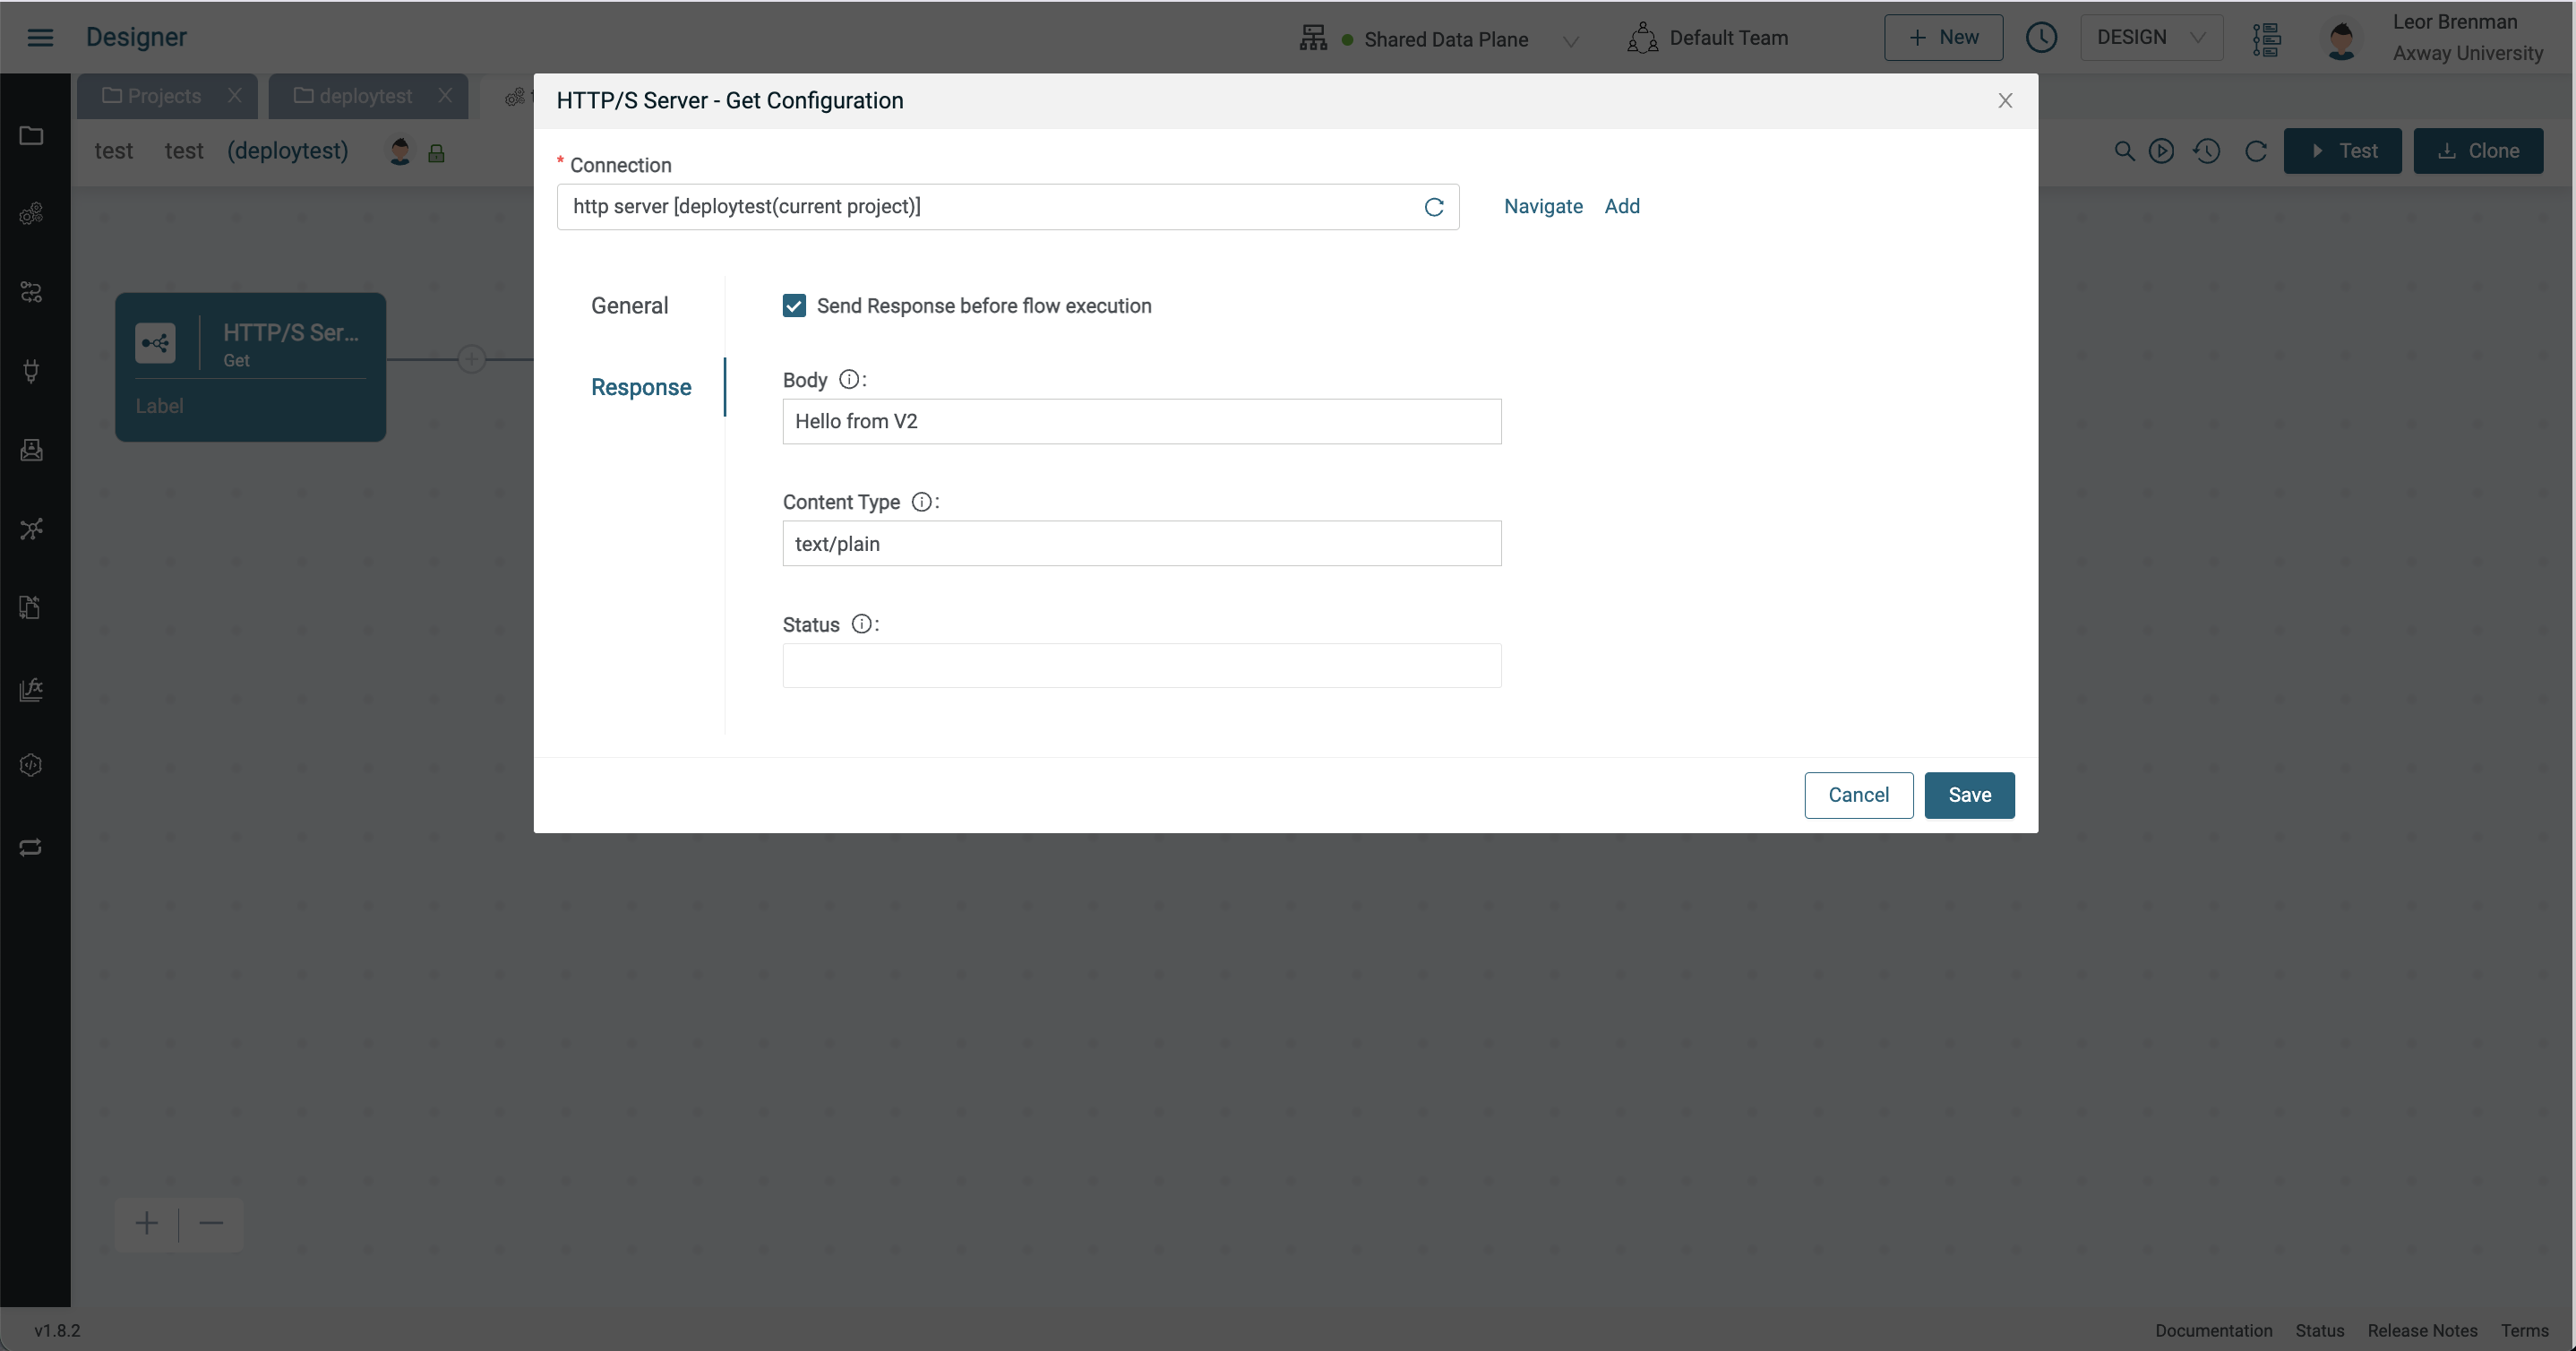 Designer
Shared Data Plane
Default Team
+ New
DESIGN
Leor Brenman
Axway University
Projects
deploytest
test test (deploytest)
Test
Clone
HTTP/S Server - Get Configuration
* Connection
http server [deploytest(current project)]
Navigate Add
General
Response
Send Response before flow execution
Body :
Hello from V2
Content Type :
text/plain
Status :
Cancel
Save
HTTP/S Ser...
Get
Label
v1.8.2
Documentation Status Release Notes Terms